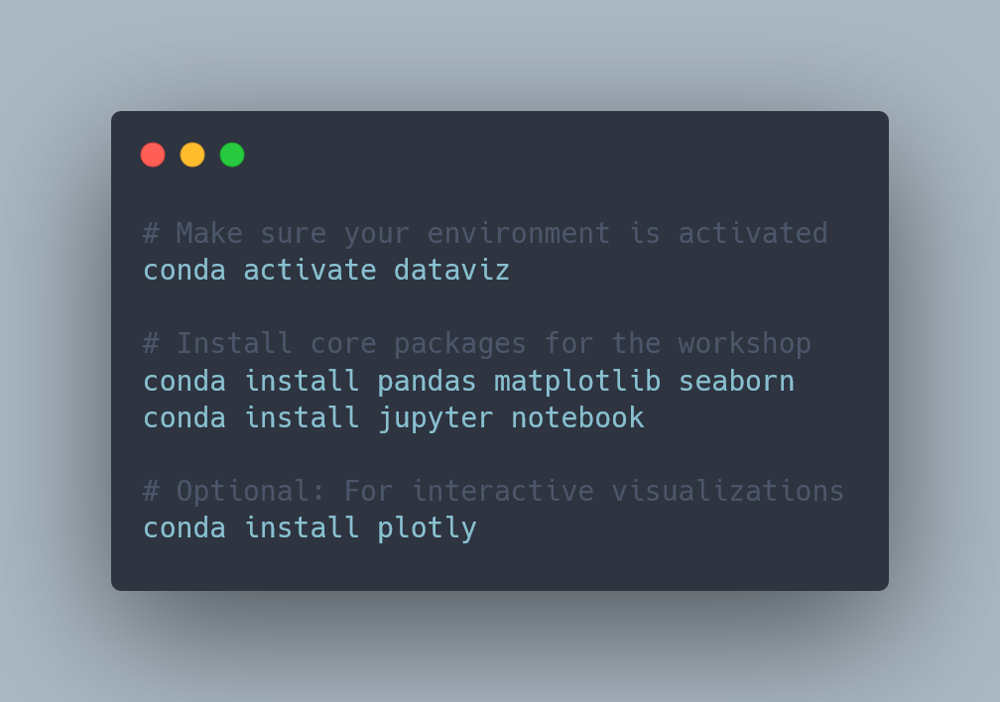 # Make sure your environment is activated
conda activate dataviz
# Install core packages for the workshop
conda install pandas matplotlib seaborn
conda install jupyter notebook
# Optional: For interactive visualizations
conda install plotly